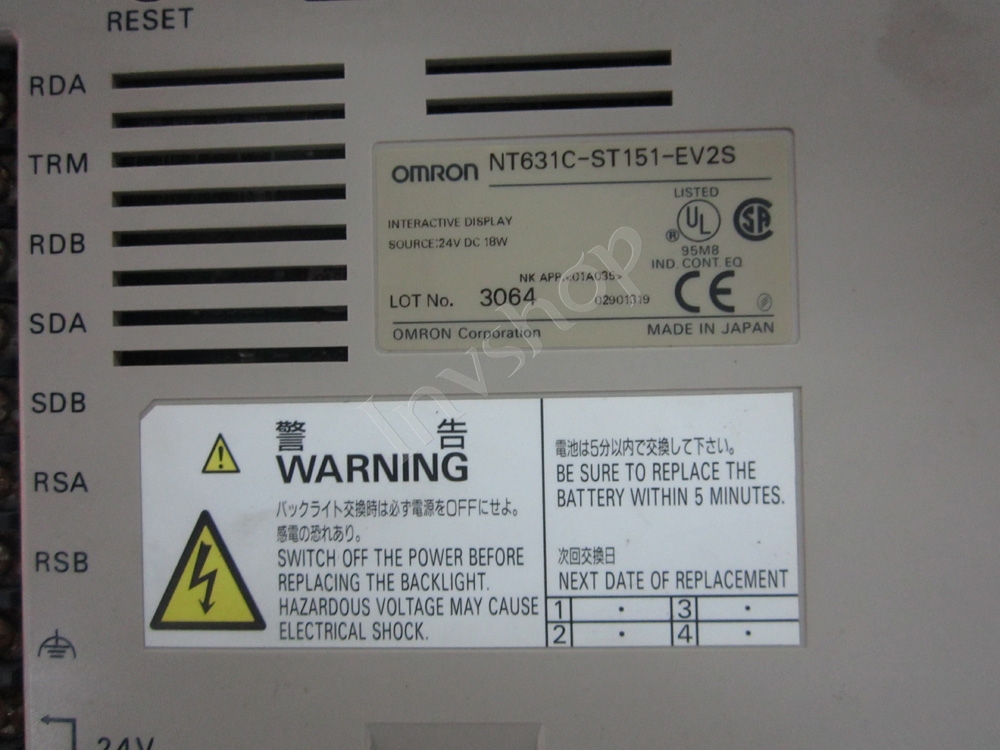 RESET
RDA
TRM
RDB
SDA
SDB
RSA
RSB
24V
OMRON NT631C-ST151-EV2S
INTERACTIVE DISPLAY
SOURCE:24V DC 18W
LISTED
UL
SA
®
95M8
IND. CONT. EQ
NK APP.<01A035>
LOT No. 3064
CE
OMRON Corporation
MADE IN JAPAN
Invshop
警告
WARNING
バックライト交換時は必ず電源をOFFにせよ。
感電の恐れあり。
SWITCH OFF THE POWER BEFORE
REPLACING THE BACKLIGHT.
HAZARDOUS VOLTAGE MAY CAUSE
ELECTRICAL SHOCK.
電池は5分以内で交換して下さい。
BE SURE TO REPLACE THE
BATTERY WITHIN 5 MINUTES.
次回交換日
NEXT DATE OF REPLACEMENT
1 ・ 3 ・
2 ・ 4 ・